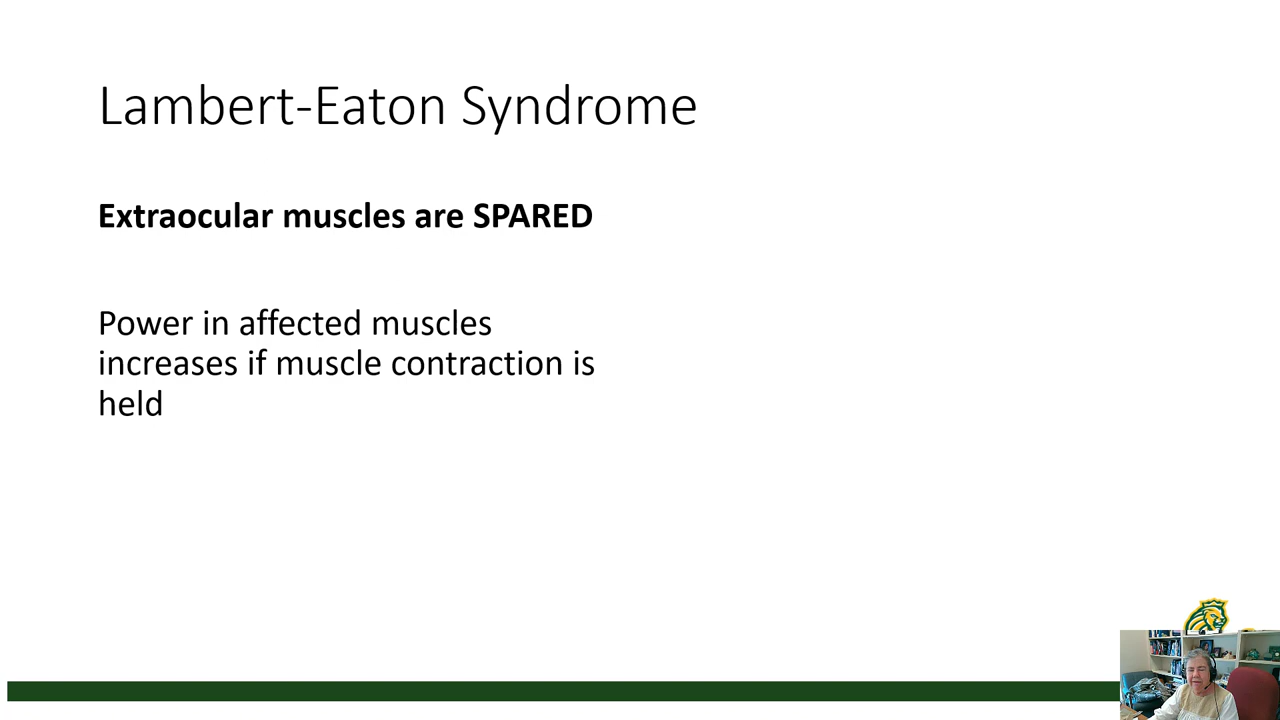 Lambert-Eaton Syndrome
Extraocular muscles are SPARED
Power in affected muscles
increases if muscle contraction is
held